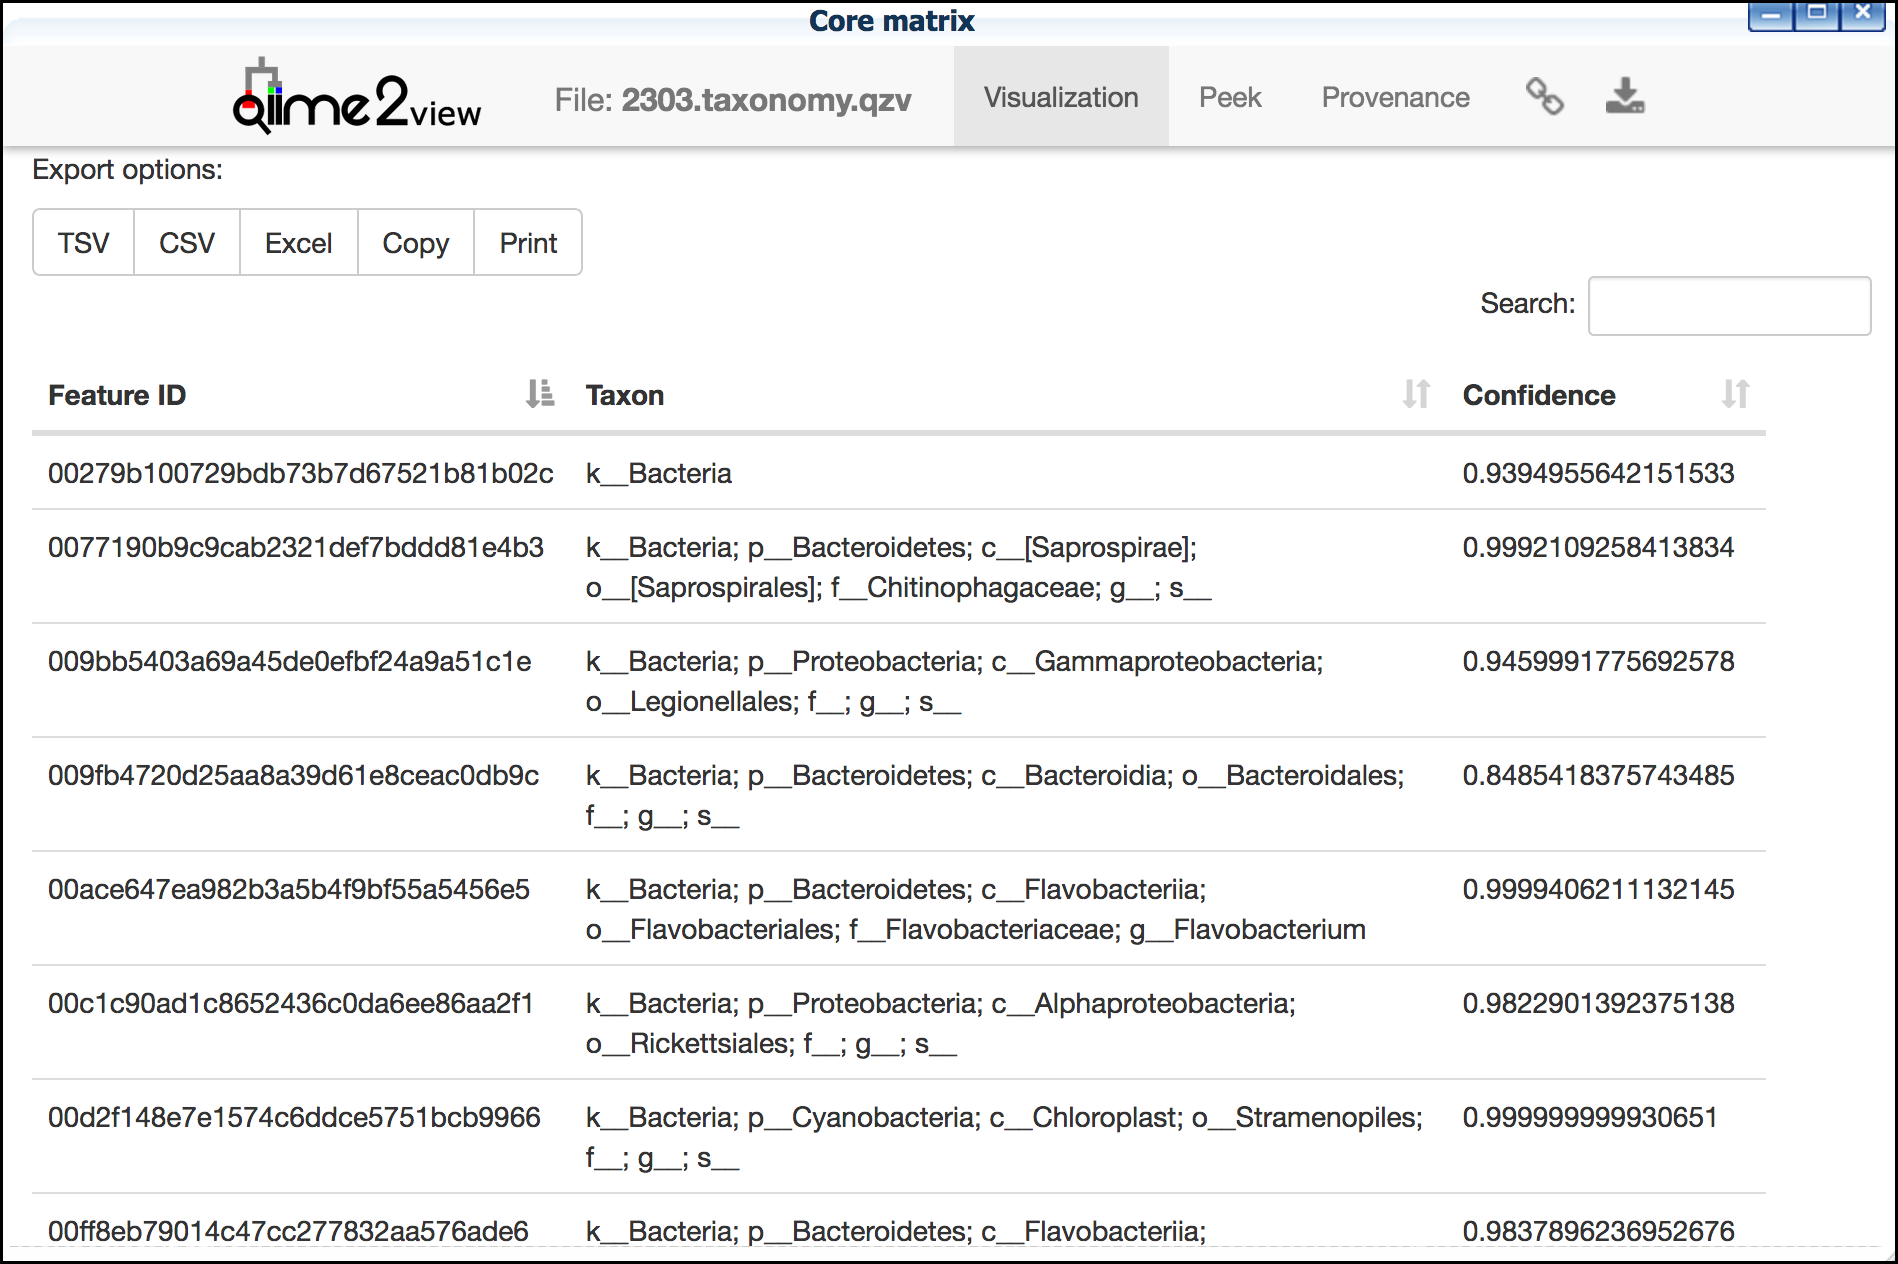 Core matrix
qiime2view File: 2303.taxonomy.qzv Visualization Peek Provenance
Export options:
TSV CSV Excel Copy Print
Search:
Feature ID Taxon Confidence
00279b100729bdb73b7d67521b81b02c k__Bacteria 0.9394955642151533
0077190b9c9cab2321def7bddd81e4b3 k__Bacteria; p__Bacteroidetes; c__[Saprospirae]; 0.9992109258413834
o__[Saprospirales]; f__Chitinophagaceae; g__; s__
009bb5403a69a45de0efbf24a9a51c1e k__Bacteria; p__Proteobacteria; c__Gammaproteobacteria; 0.9459991775692578
o__Legionellales; f__; g__; s__
009fb4720d25aa8a39d61e8ceac0db9c k__Bacteria; p__Bacteroidetes; c__Bacteroidia; o__Bacteroidales; 0.8485418375743485
f__; g__; s__
00ace647ea982b3a5b4f9bf55a5456e5 k__Bacteria; p__Bacteroidetes; c__Flavobacteriia; 0.9999406211132145
o__Flavobacteriales; f__Flavobacteriaceae; g__Flavobacterium
00c1c90ad1c8652436c0da6ee86aa2f1 k__Bacteria; p__Proteobacteria; c__Alphaproteobacteria; 0.9822901392375138
o__Rickettsiales; f__; g__; s__
00d2f148e7e1574c6ddce5751bcb9966 k__Bacteria; p__Cyanobacteria; c__Chloroplast; o__Stramenopiles; 0.999999999930651
f__; g__; s__
00ff8eb79014c47cc277832aa576ade6 k__Bacteria; p__Bacteroidetes; c__Flavobacteriia; 0.9837896236952676